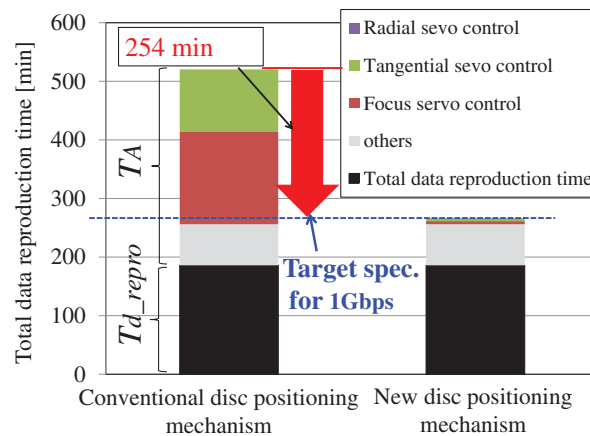 Total data reproduction time [min]
600
500
400
300
200
100
0
254 min
Radial sevo control
Tangential sevo control
Focus servo control
others
Total data reproduction time
TA
Td_repro
Target spec.
for 1Gbps
Conventional disc positioning
mechanism
New disc positioning
mechanism